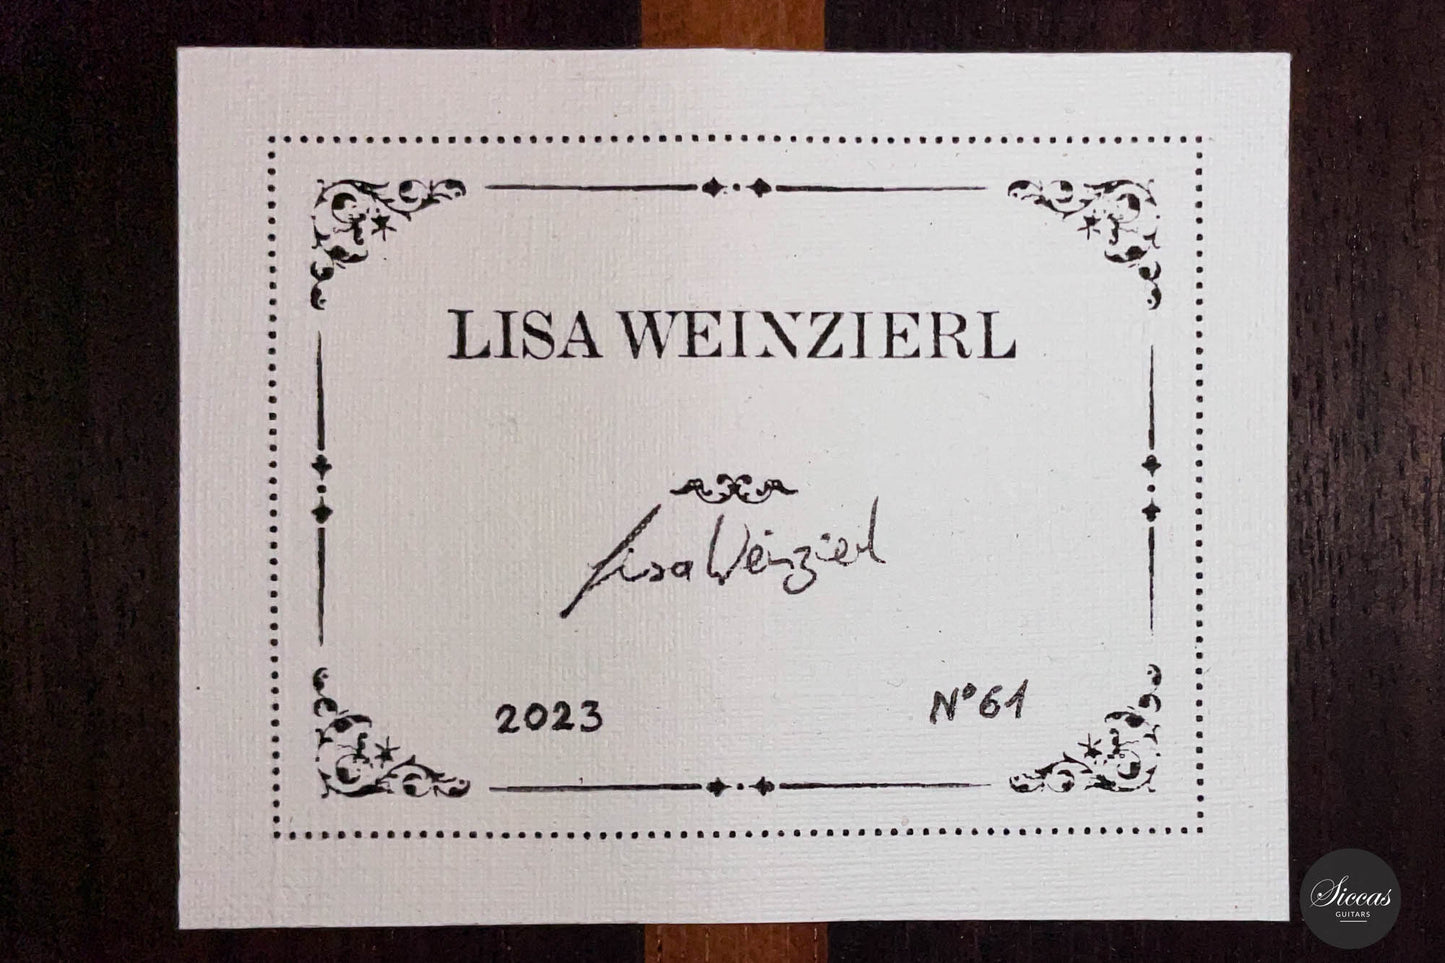 LISA WEINZIERL
Lisa Weinzierl
2023
N° 61
Siccas
GUITARS